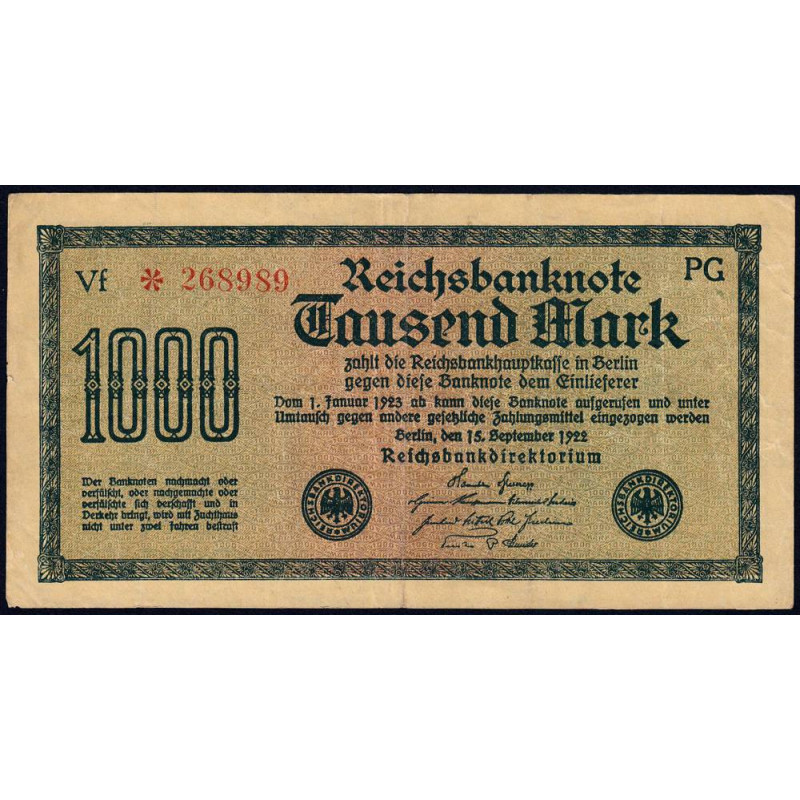 Vf * 268989
PG
Reichsbanknote
Tausend Mark
zahlt die Reichsbankhauptkasse in Berlin
gegen diese Banknote dem Einlieferer
Vom 1. Januar 1923 ab kann diese Banknote aufgerufen und unter
Umtausch gegen andere gesetzliche Zahlungsmittel eingezogen werden
Berlin, den 15. September 1922
Reichsbankdirektorium
1000
Wer Banknoten nachmacht oder
verfälscht, oder nachgemachte oder
verfälschte sich verschafft und in
Verkehr bringt, wird mit Zuchthaus
nicht unter zwei Jahren bestraft
REICHSBANKDIREKTORIUM
REICHSBANKDIREKTORIUM